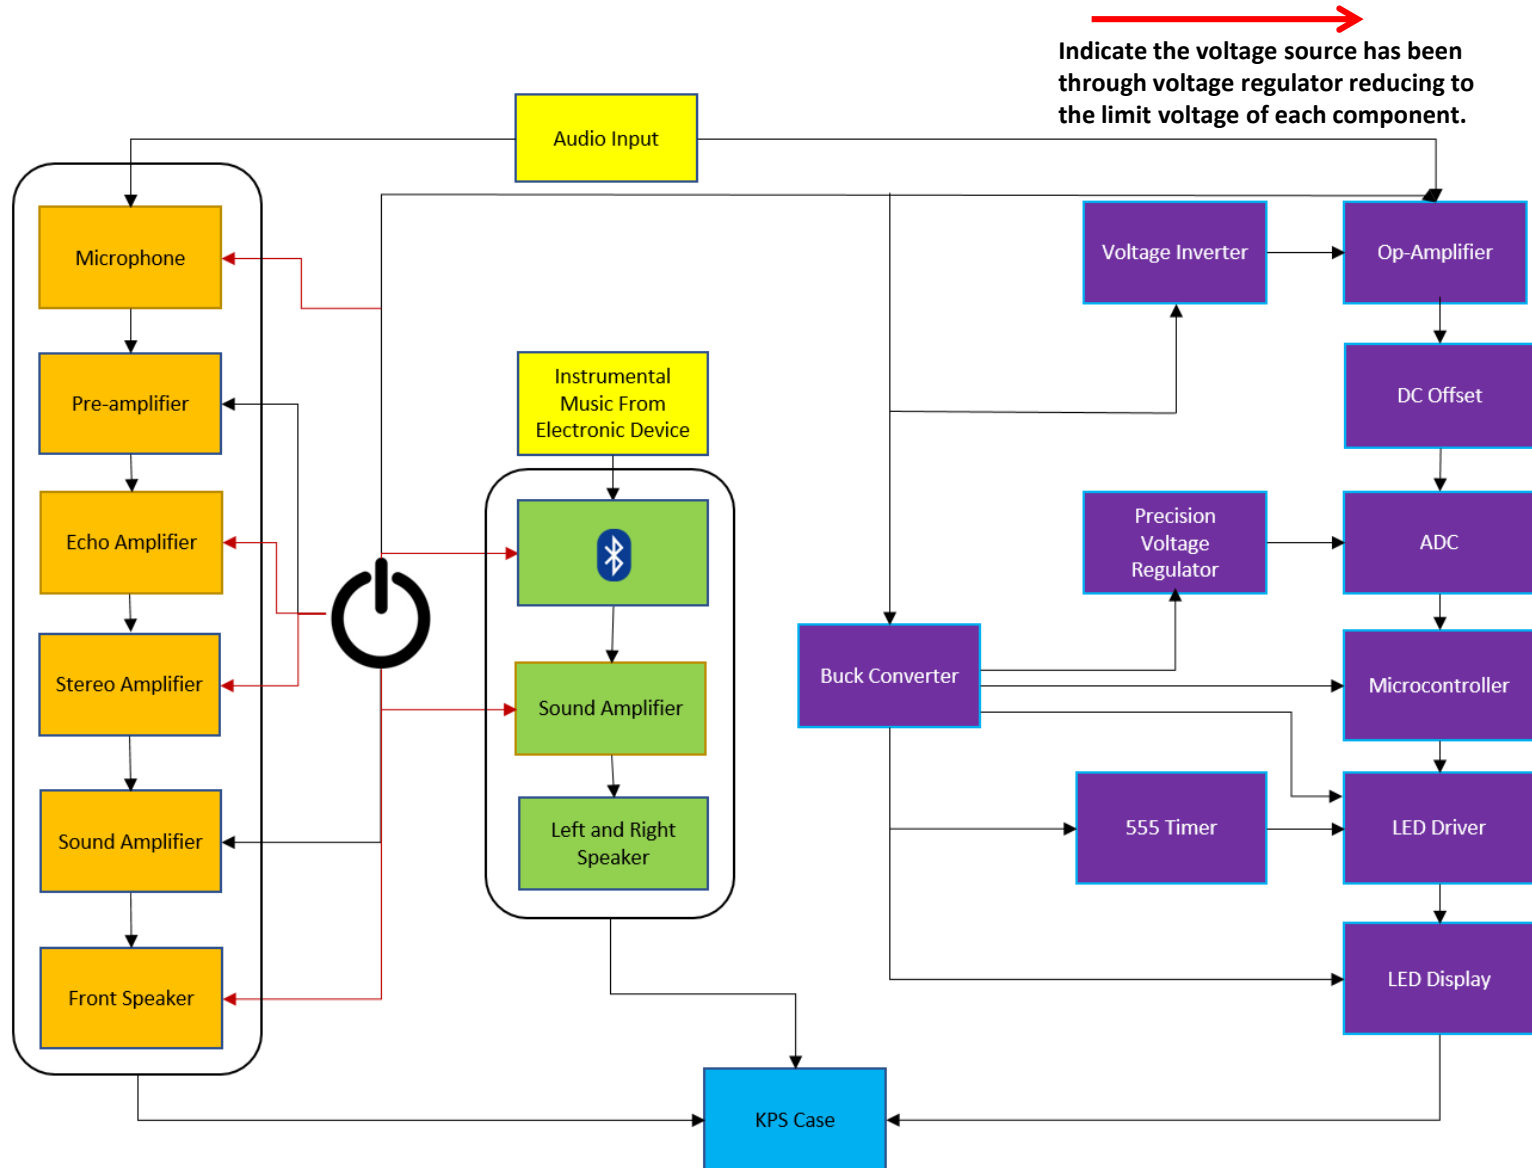 Indicate the voltage source has been
through voltage regulator reducing to
the limit voltage of each component.
Audio Input
Microphone
Voltage Inverter
Op-Amplifier
Pre-amplifier
Instrumental
Music From
Electronic Device
DC Offset
Echo Amplifier
Precision
Voltage
Regulator
ADC
Stereo Amplifier
Sound Amplifier
Buck Converter
Microcontroller
Sound Amplifier
Left and Right
Speaker
555 Timer
LED Driver
Front Speaker
LED Display
KPS Case